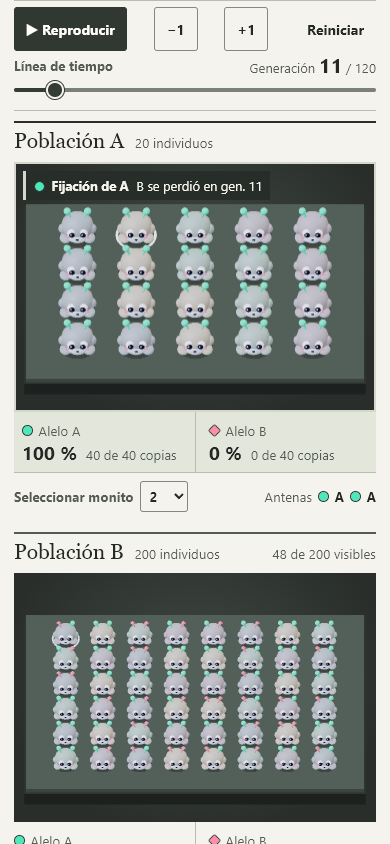 ▶ Reproducir
−1
+1
Reiniciar
Línea de tiempo
Generación 11 / 120
Población A 20 individuos
Fijación de A B se perdió en gen. 11
Alelo A
100 % 40 de 40 copias
Alelo B
0 % 0 de 40 copias
Seleccionar monito 2
Antenas A A
Población B 200 individuos 48 de 200 visibles
Alelo A
Alelo B